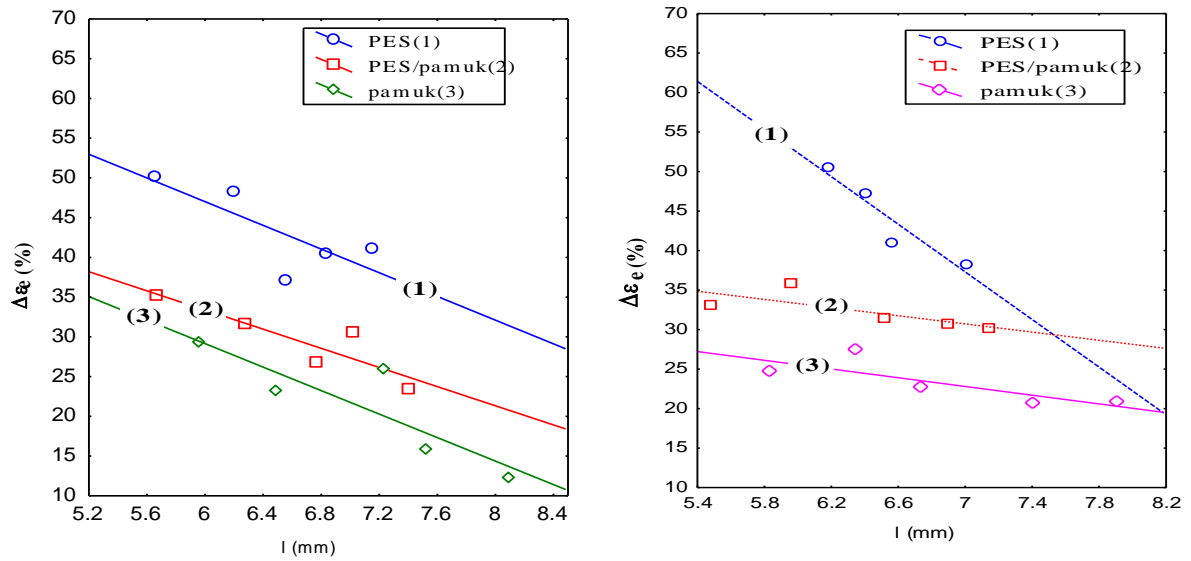 70
65
60
55
50
45
40
35
30
25
20
15
10
Δεe (%)
PES(1)
PES/pamuk(2)
pamuk(3)
(1)
(2)
(3)
5.2 5.6 6 6.4 6.8 7.2 7.6 8 8.4
l (mm)
70
65
60
55
50
45
40
35
30
25
20
15
10
Δεe (%)
PES(1)
PES/pamuk(2)
pamuk(3)
(1)
(2)
(3)
5.4 5.8 6.2 6.6 7 7.4 7.8 8.2
l (mm)